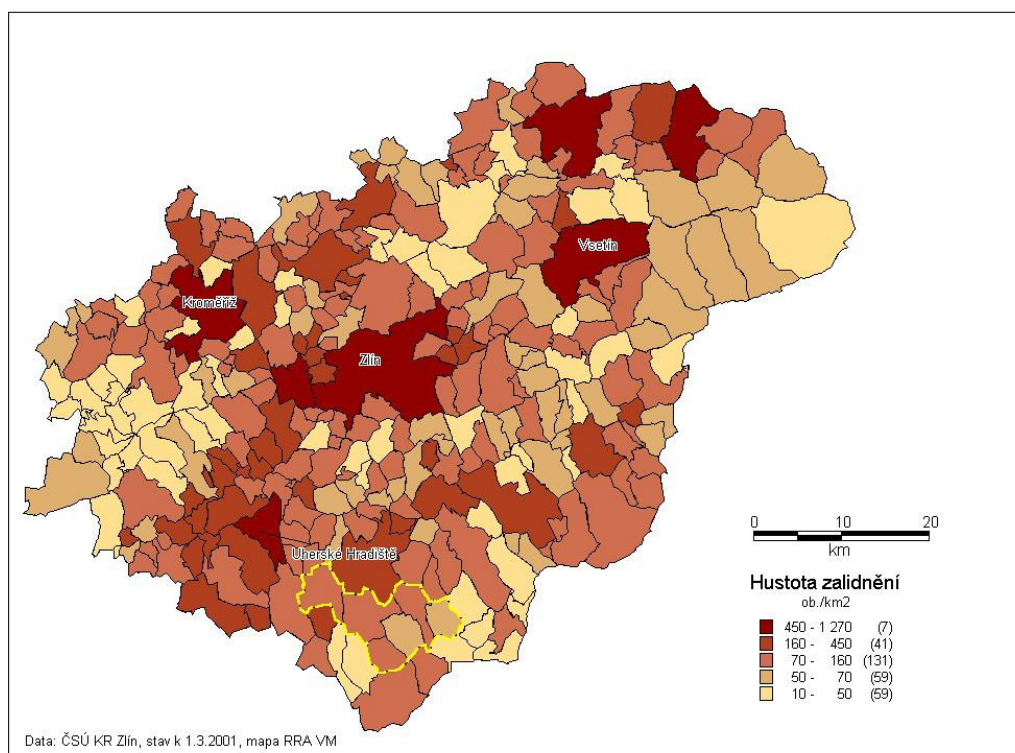 Vsetín
Kroměříž
Zlín
Uherské Hradiště
0 10 20
km
Hustota zalidnění
ob./km2
450 - 1 270 (7)
160 - 450 (41)
70 - 160 (131)
50 - 70 (59)
10 - 50 (59)
Data: ČSÚ KR Zlín, stav k 1.3.2001, mapa RRA VM